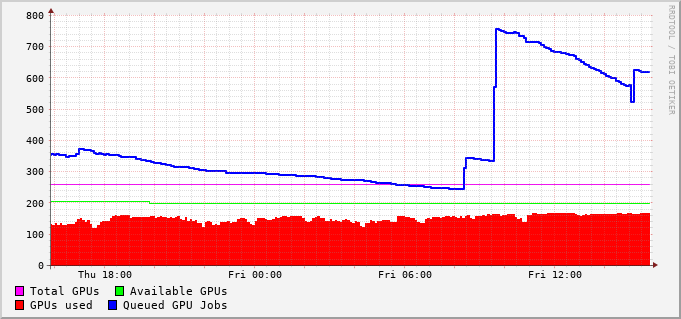 800
700
600
500
400
300
200
100
0
Thu 18:00 Fri 00:00 Fri 06:00 Fri 12:00
Total GPUs Available GPUs
GPUs used Queued GPU Jobs
RRDTOOL / TOBI OETIKER